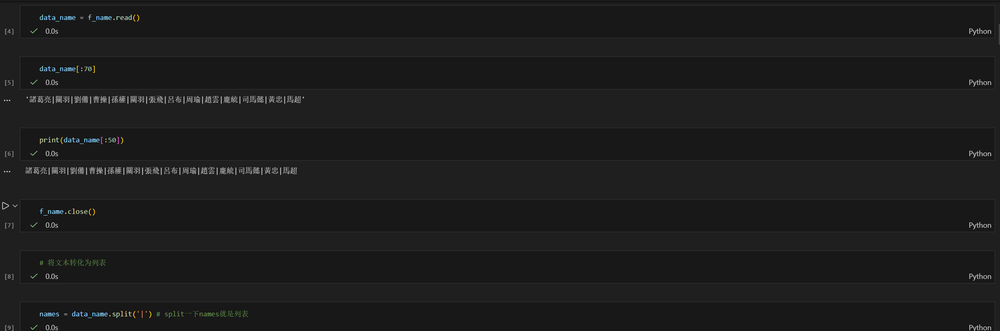 data_name = f_name.read()
[4]
0.0s
Python
data_name[:70]
[5]
0.0s
Python
'諸葛亮|關羽|劉備|曹操|孫權|關羽|張飛|呂布|周瑜|趙雲|龐統|司馬懿|黃忠|馬超'
print(data_name[:50])
[6]
0.0s
Python
諸葛亮|關羽|劉備|曹操|孫權|關羽|張飛|呂布|周瑜|趙雲|龐統|司馬懿|黃忠|馬超
f_name.close()
[7]
0.0s
Python
# 将文本转化为列表
[8]
0.0s
Python
names = data_name.split('|') # split一下names就是列表
[9]
0.0s
Python